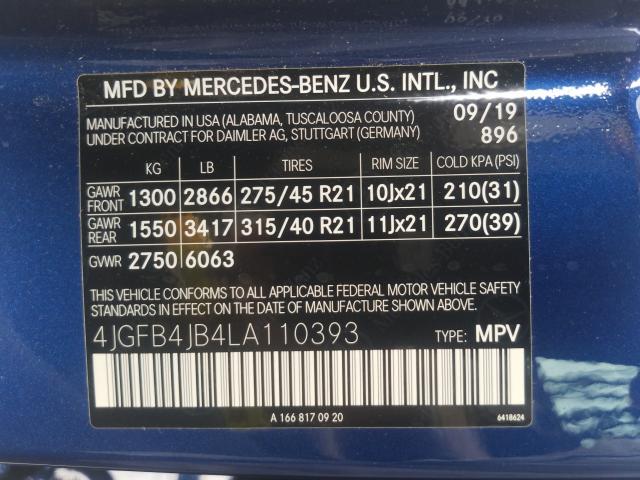 MFD BY MERCEDES-BENZ U.S. INTL., INC
MANUFACTURED IN USA (ALABAMA, TUSCALOOSA COUNTY) 09/19
UNDER CONTRACT FOR DAIMLER AG, STUTTGART (GERMANY) 896
KG LB TIRES RIM SIZE COLD KPA (PSI)
GAWR FRONT 1300 2866 275/45 R21 10Jx21 210(31)
GAWR REAR 1550 3417 315/40 R21 11Jx21 270(39)
GVWR 2750 6063
THIS VEHICLE CONFORMS TO ALL APPLICABLE FEDERAL MOTOR VEHICLE SAFETY
STANDARDS IN EFFECT ON THE DATE OF MANUFACTURE SHOWN ABOVE.
4JGFB4JB4LA110393 TYPE: MPV
A 166 817 09 20 6418624